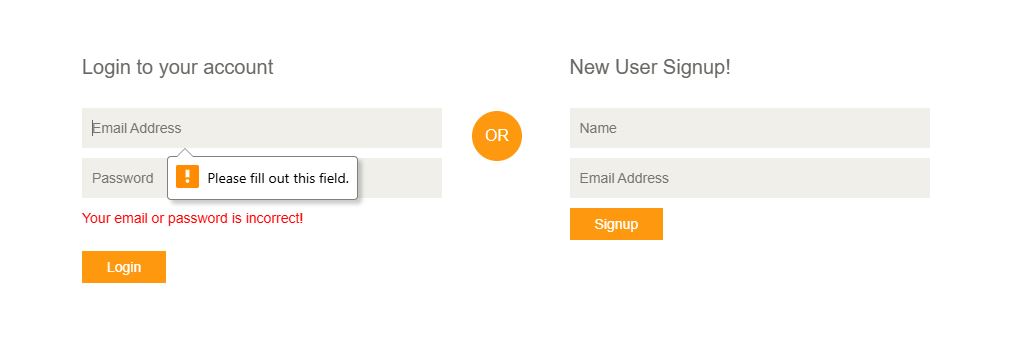 Login to your account
Email Address
Password
Please fill out this field.
Your email or password is incorrect!
Login
OR
New User Signup!
Name
Email Address
Signup